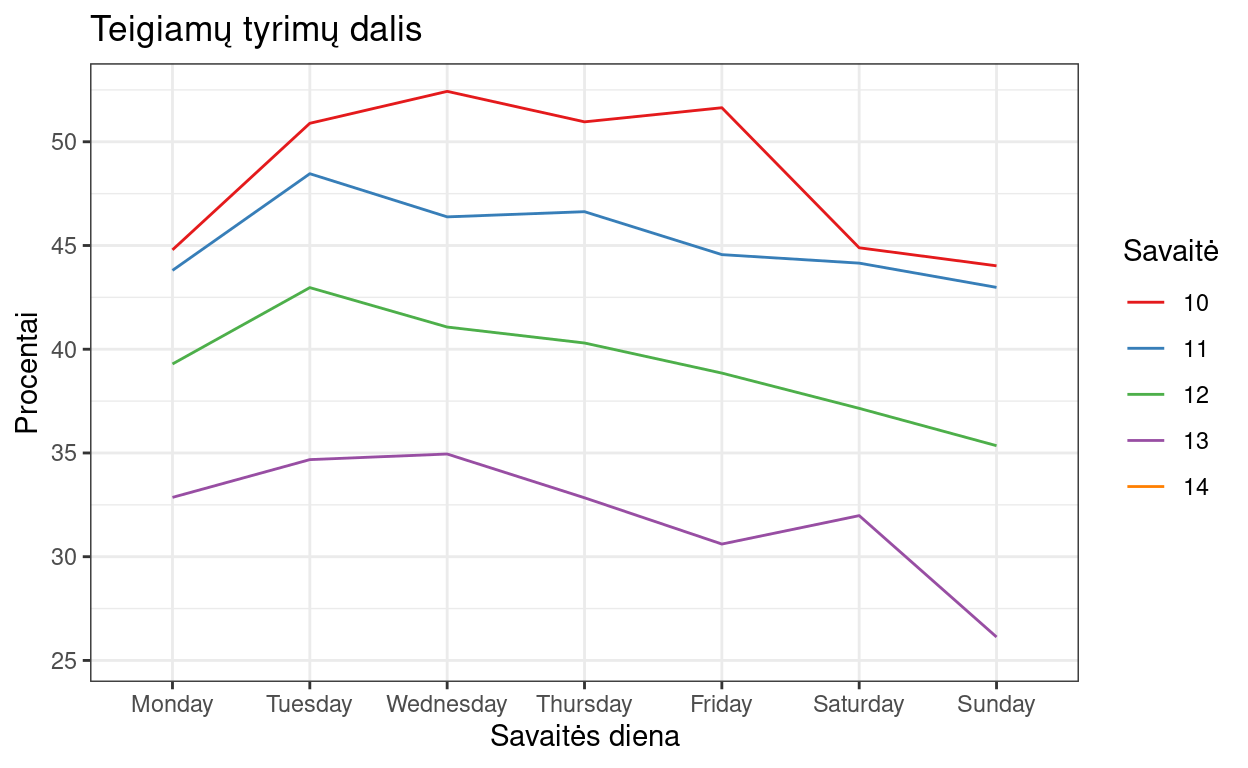 Teigiamų tyrimų dalis
Procentai
50
45
40
35
30
25
Monday Tuesday Wednesday Thursday Friday Saturday Sunday
Savaitės diena
Savaitė
10
11
12
13
14